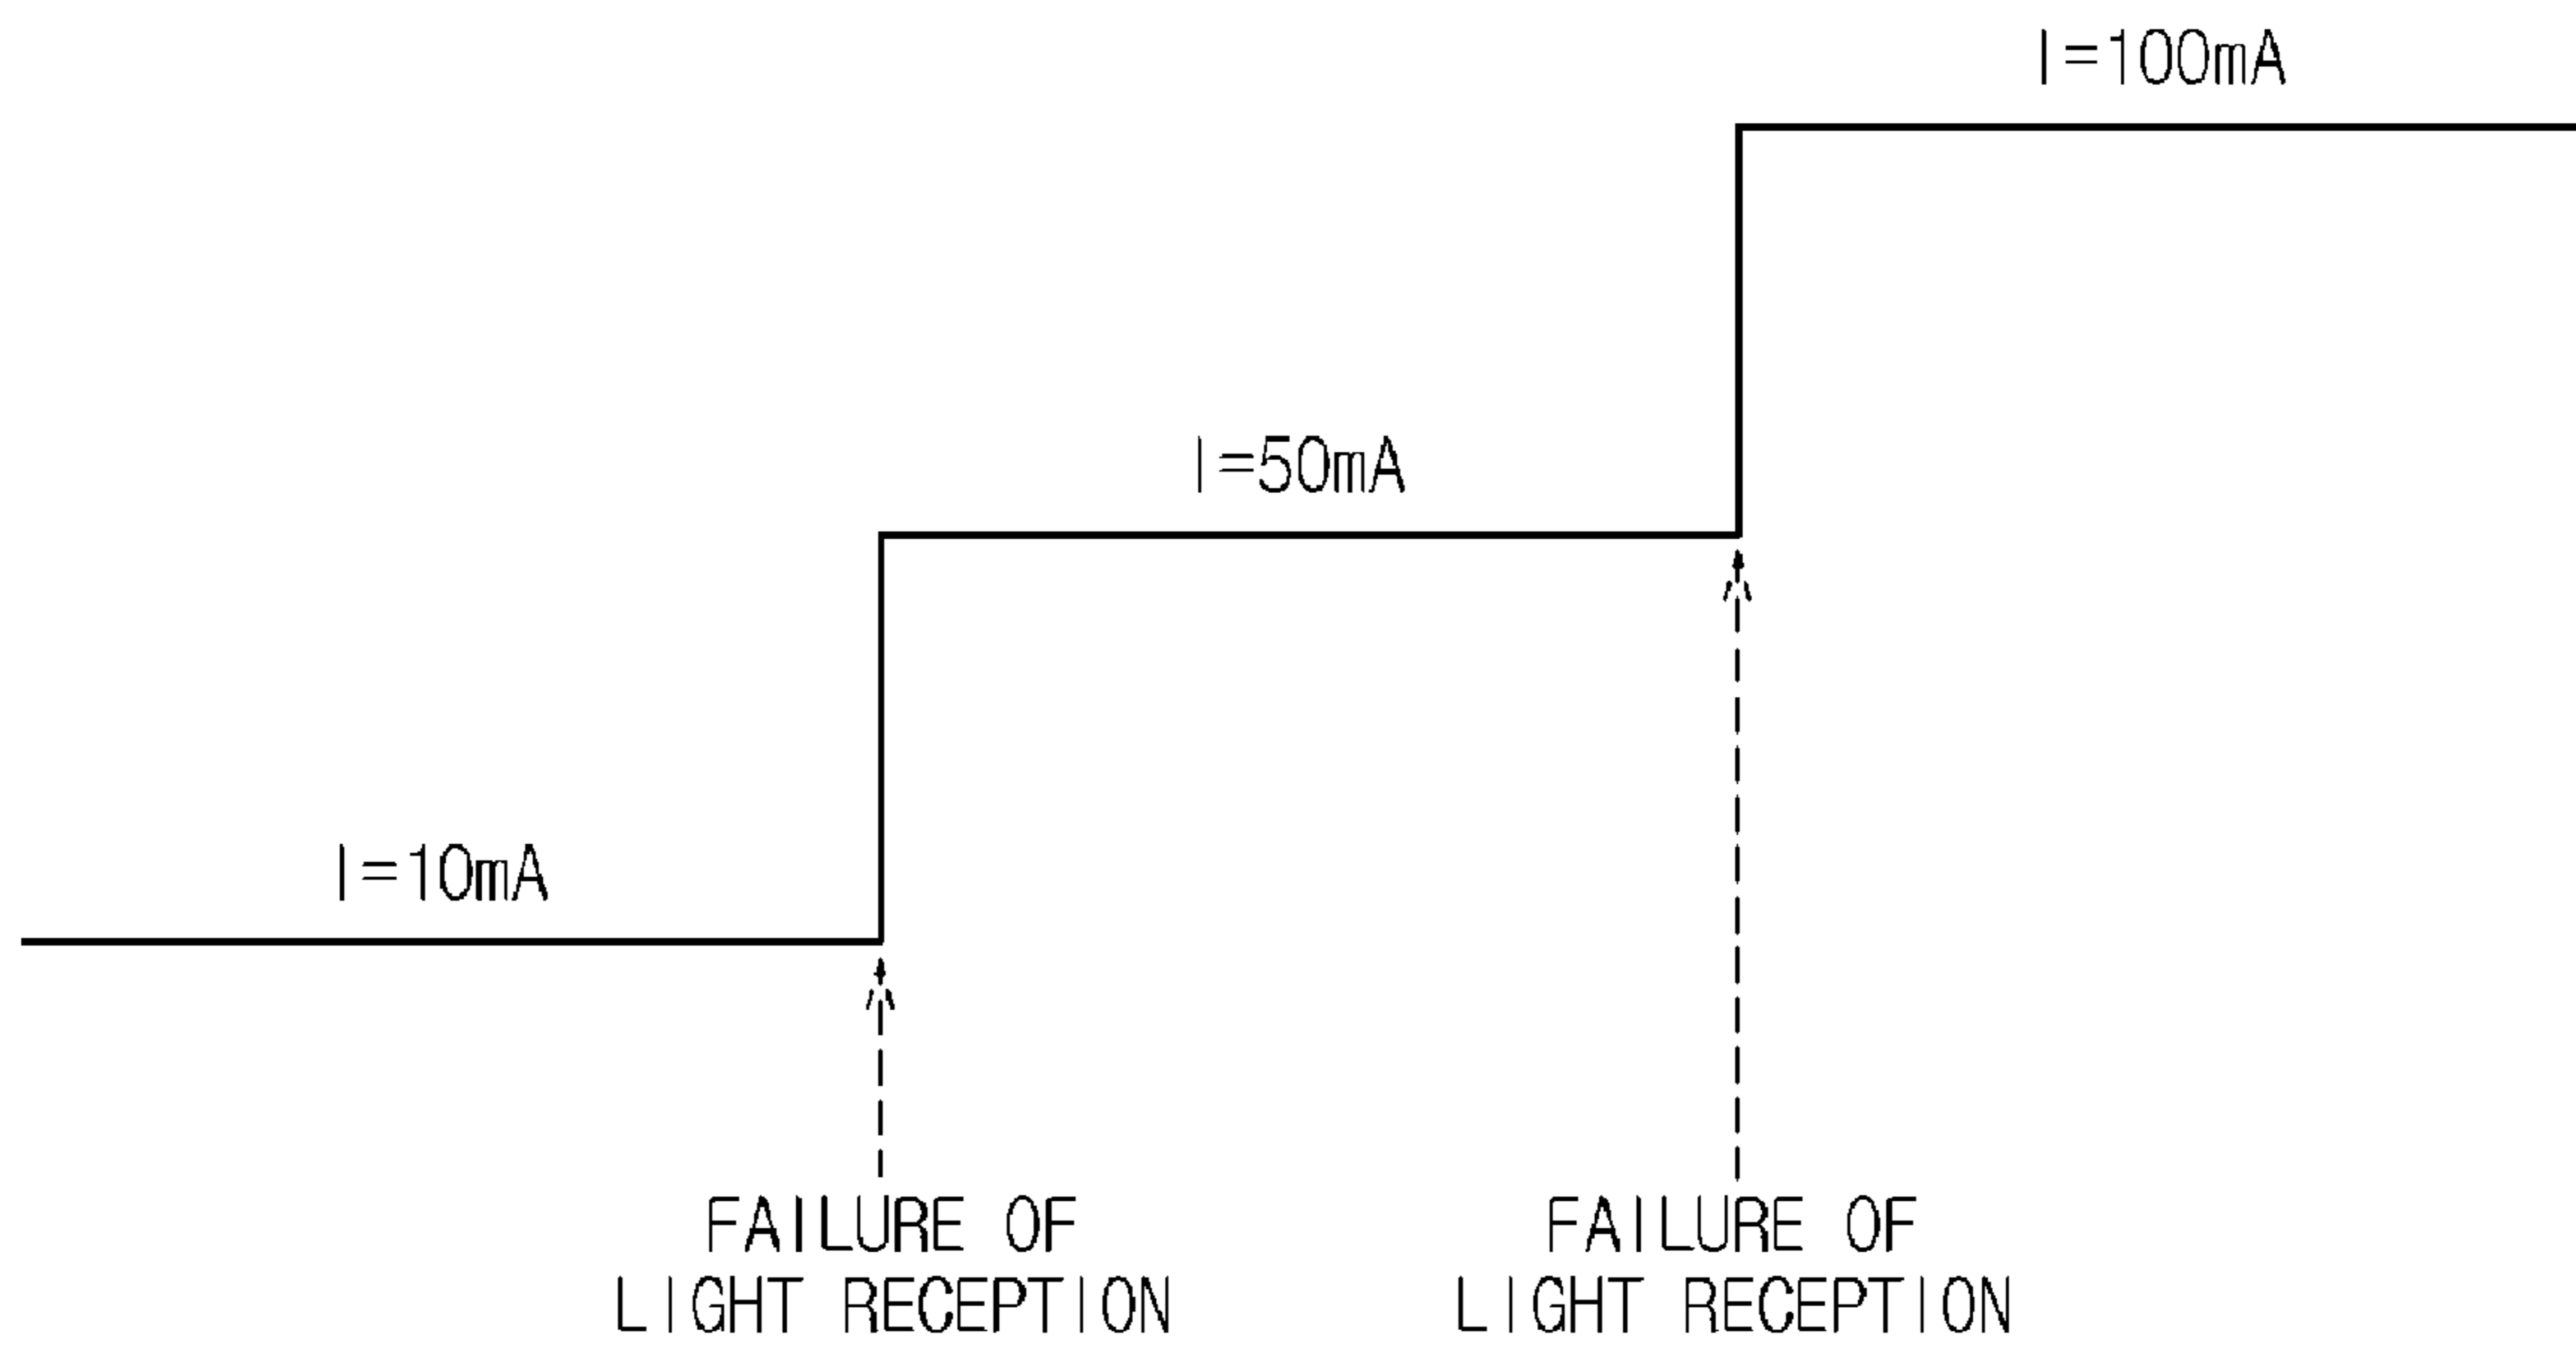 I=100mA
I=50mA
I=10mA
FAILURE OF
LIGHT RECEPTION
FAILURE OF
LIGHT RECEPTION